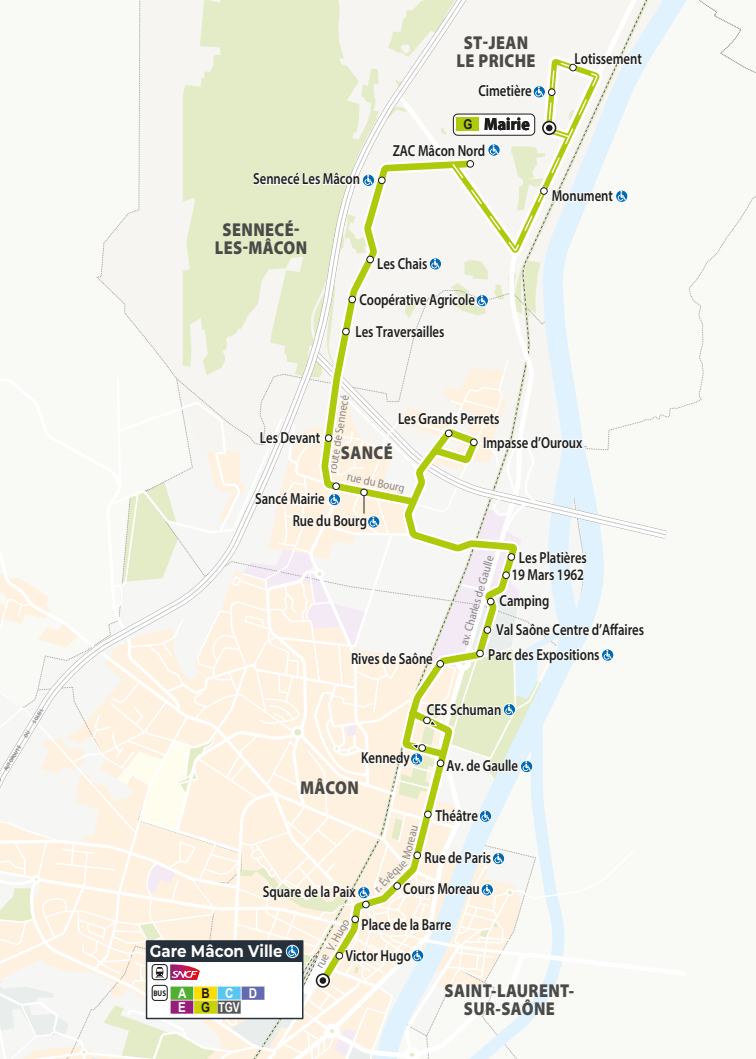 ST-JEAN
LE PRICHE
Lotissement
Cimetière
G Mairie
ZAC Mâcon Nord
Sennecé Les Mâcon
Monument
SENNECÉ-
LES-MÂCON
Les Chais
Coopérative Agricole
Les Traversailles
route de Sennecé
Les Grands Perrets
Les Devant
Impasse d'Ouroux
SANCÉ
rue du Bourg
Sancé Mairie
Rue du Bourg
Les Platières
av. Charles de Gaulle
19 Mars 1962
Camping
Val Saône Centre d'Affaires
Rives de Saône
Parc des Expositions
CES Schuman
AUTOROUTE DU SOLEIL
Kennedy
Av. de Gaulle
MÂCON
Théâtre
r. Évêque Moreau
Rue de Paris
Square de la Paix
Cours Moreau
Place de la Barre
rue V. Hugo
Gare Mâcon Ville
Victor Hugo
SNCF
BUS A B C D
E G TGV
SAINT-LAURENT-
SUR-SAÔNE